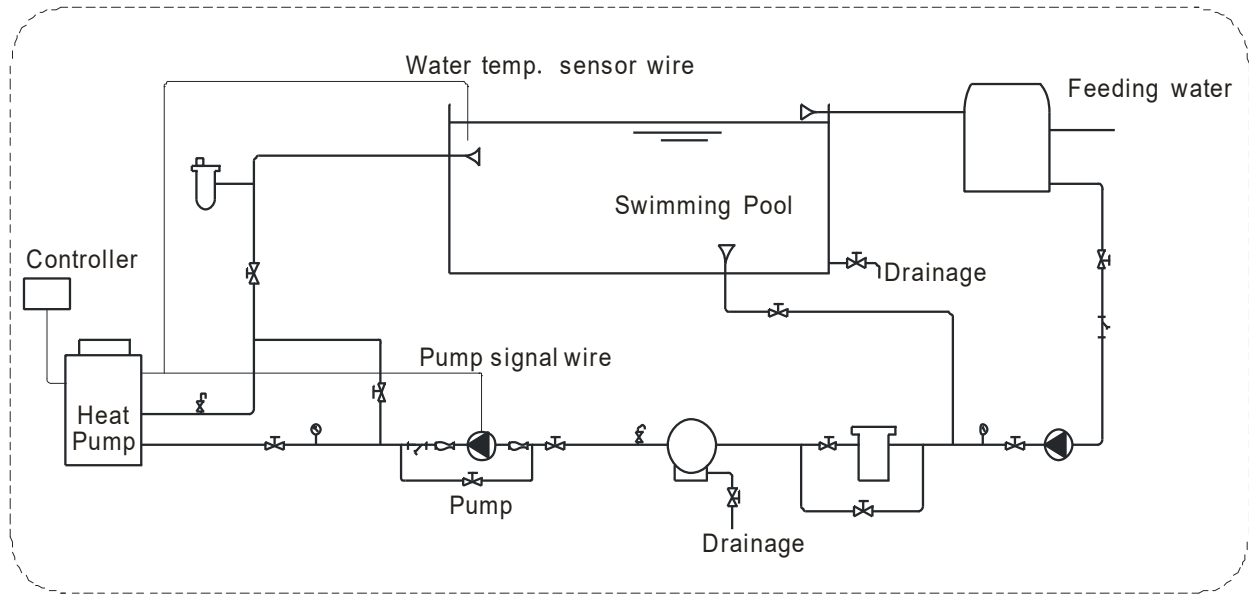 Water temp. sensor wire
Feeding water
Swimming Pool
Controller
Drainage
Pump signal wire
Heat
Pump
Pump
Drainage